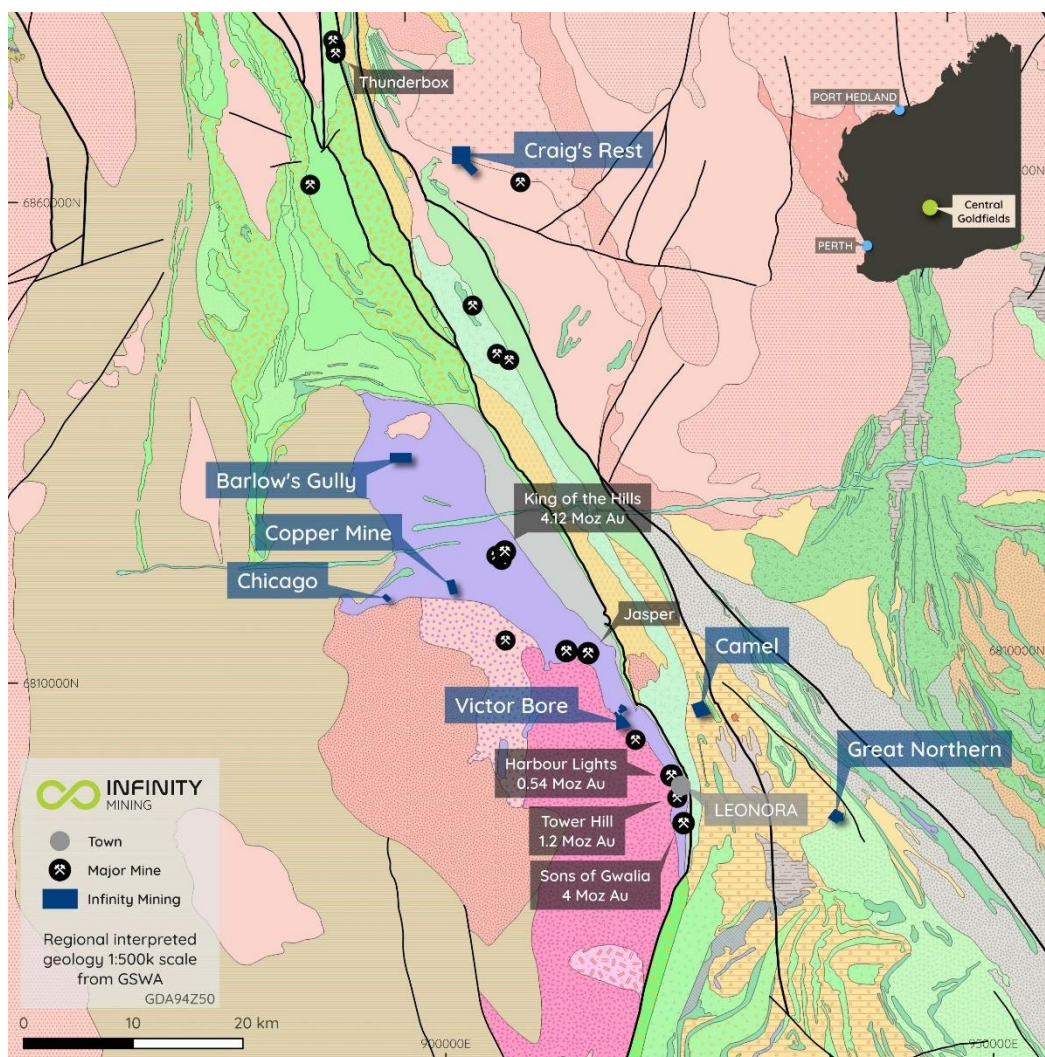 Thunderbox
PORT HEDLAND
Craig's Rest
6860000N
00N
Central
Goldfields
PERTH
Barlow's Gully
King of the Hills
4.12 Moz Au
Copper Mine
Chicago
Jasper
Camel
6810000N
6810000N
Victor Bore
Great Northern
Harbour Lights
0.54 Moz Au
LEONORA
Tower Hill
1.2 Moz Au
Sons of Gwalia
4 Moz Au
INFINITY
MINING
Town
Major Mine
Infinity Mining
Regional interpreted
geology 1:500k scale
from GSWA
GDA94Z50
0 10 20 km
900000E
950000E